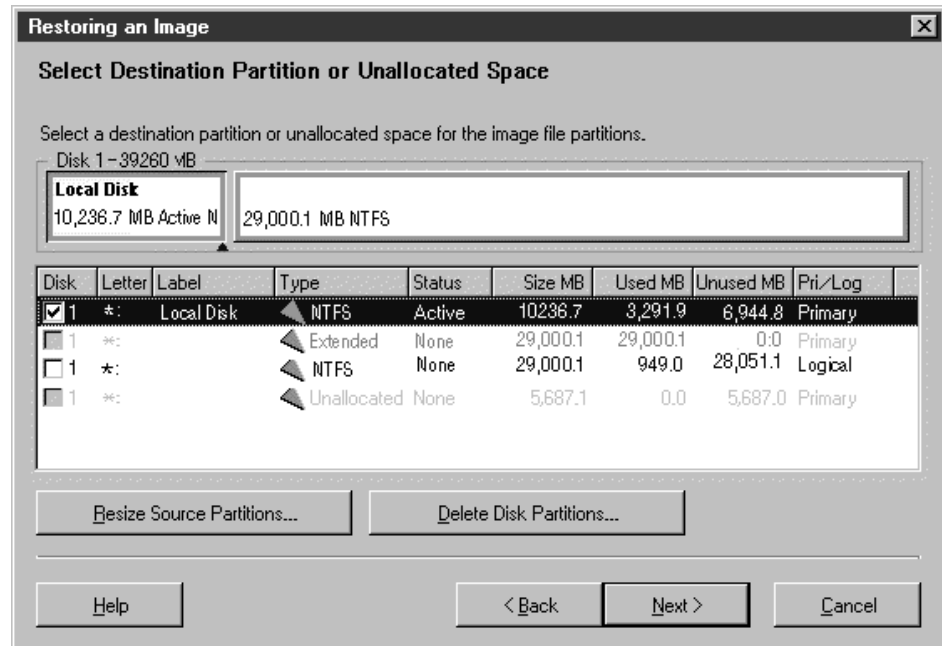 Restoring an Image
Select Destination Partition or Unallocated Space
Select a destination partition or unallocated space for the image file partitions.
Disk 1 - 39260 MB
Local Disk
10,236.7 MB Active N
29,000.1 MB NTFS
Disk Letter Label Type Status Size MB Used MB Unused MB Pri/Log
1 *: Local Disk NTFS Active 10236.7 3,291.9 6,944.8 Primary
1 *: Extended None 29,000.1 29,000.1 0:0 Primary
1 *: NTFS None 29,000.1 949.0 28,051.1 Logical
1 *: Unallocated None 5,687.1 0.0 5,687.0 Primary
Resize Source Partitions...
Delete Disk Partitions...
Help
< Back
Next >
Cancel